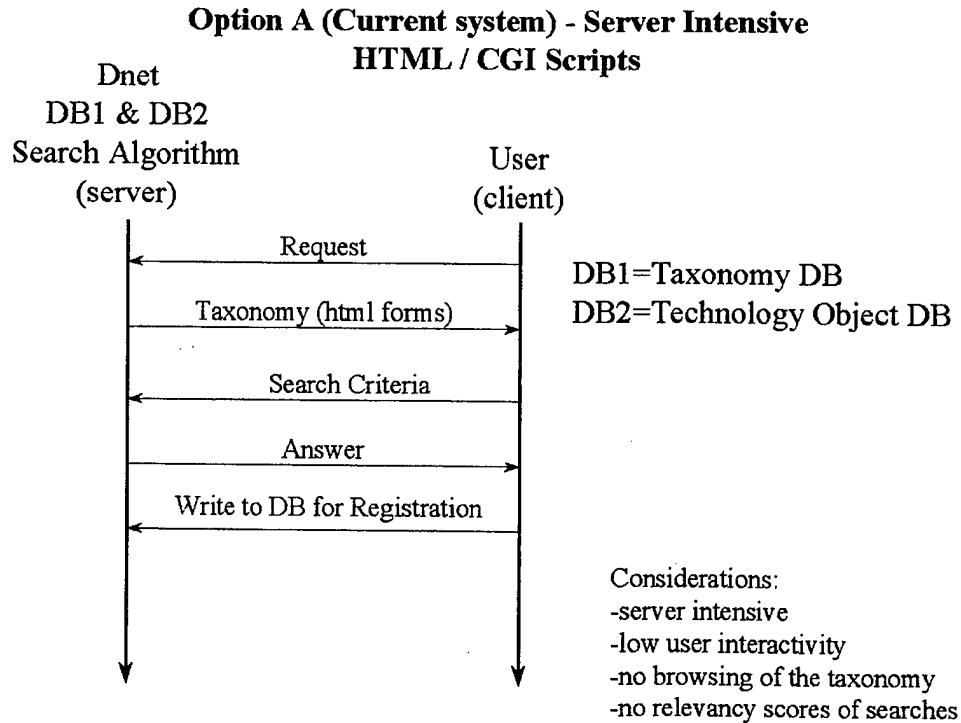 Option A (Current system) - Server Intensive
HTML / CGI Scripts
Dnet
DB1 & DB2
Search Algorithm
(server)
User
(client)
Request
Taxonomy (html forms)
Search Criteria
Answer
Write to DB for Registration
DB1=Taxonomy DB
DB2=Technology Object DB
Considerations:
-server intensive
-low user interactivity
-no browsing of the taxonomy
-no relevancy scores of searches